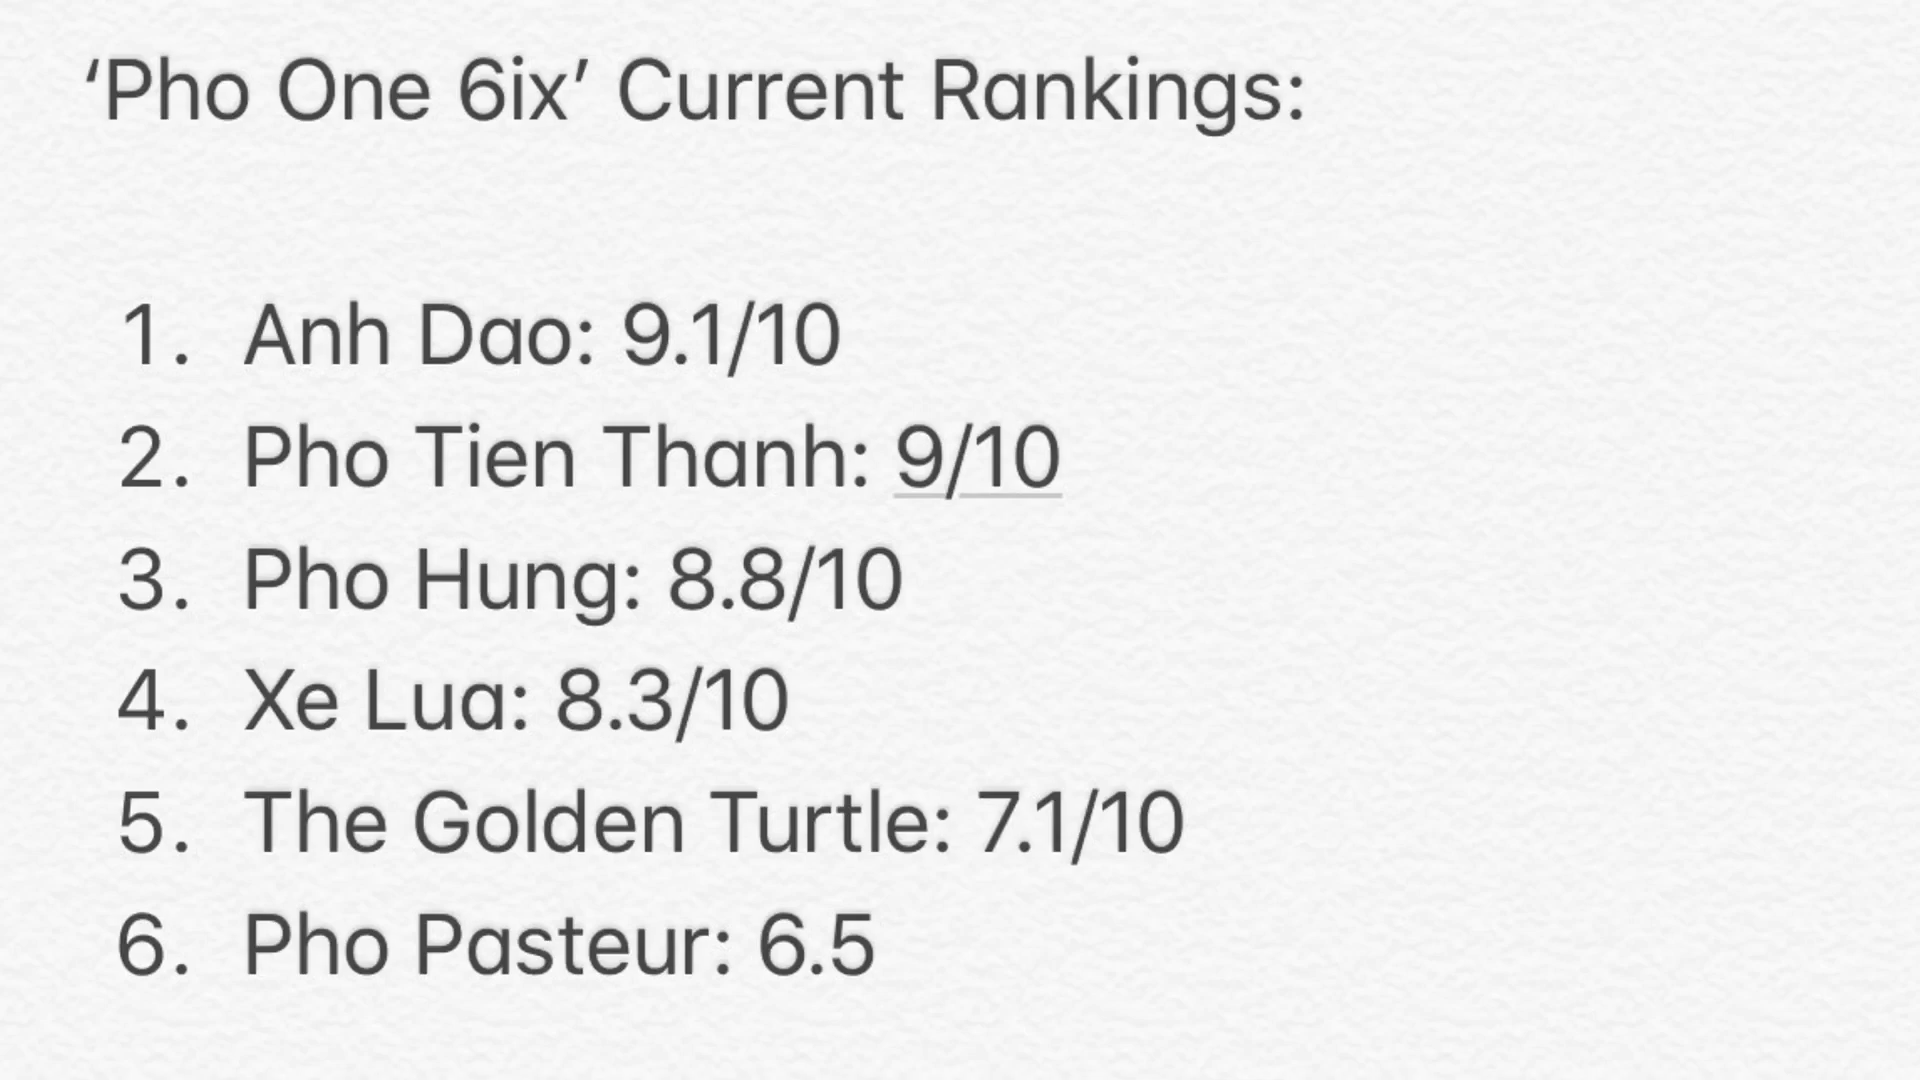 ‘Pho One 6ix’ Current Rankings:
1. Anh Dao: 9.1/10
2. Pho Tien Thanh: 9/10
3. Pho Hung: 8.8/10
4. Xe Lua: 8.3/10
5. The Golden Turtle: 7.1/10
6. Pho Pasteur: 6.5